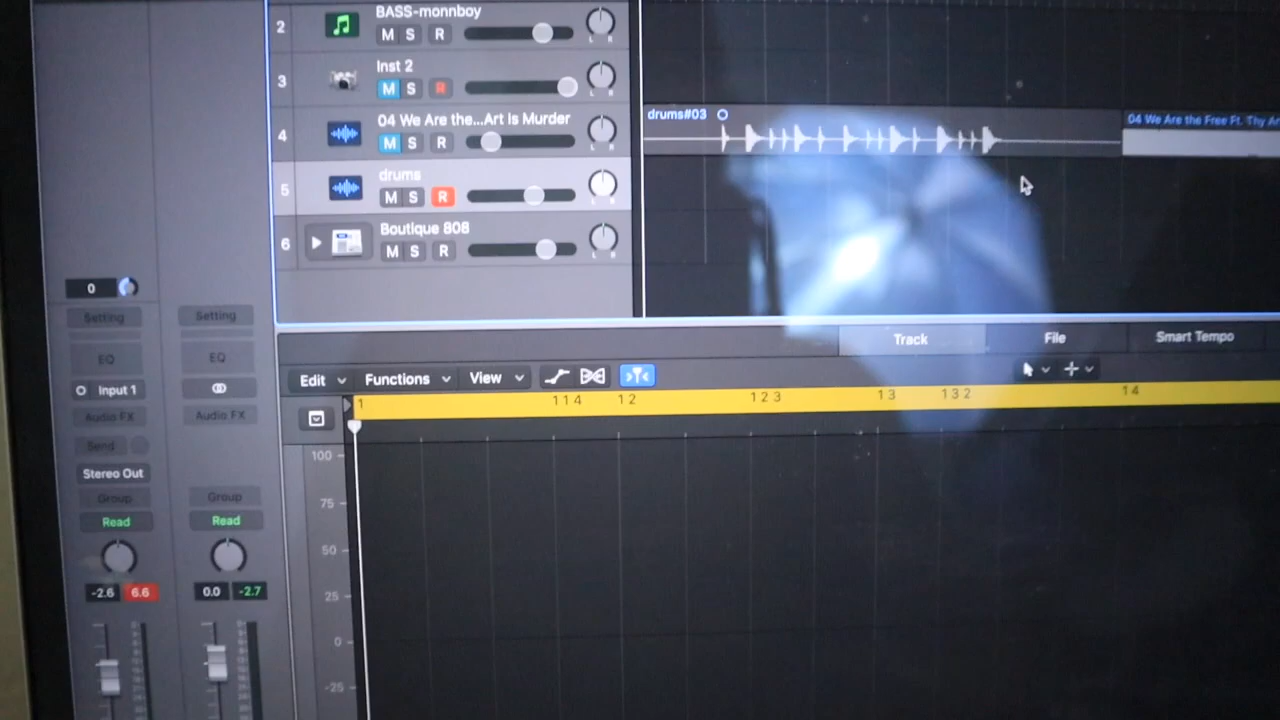 2 BASS-monnboy
M S R
L R
Inst 2
3 M S R
L R
04 We Are the...Art Is Murder
4 M S R
L R
drums#03
04 We Are the Free Ft. Thy Ar
drums
5 M S R
L R
Boutique 808
6 M S R
L R
0
Setting Setting
EQ EQ
Input 1
Audio FX Audio FX
Send
Stereo Out
Group Group
Read Read
-2.6 6.6 0.0 -2.7
Track File Smart Tempo
Edit Functions View
1 1 1 4 1 2 1 2 3 1 3 1 3 2 1 4
100
75
50
25
0
-25